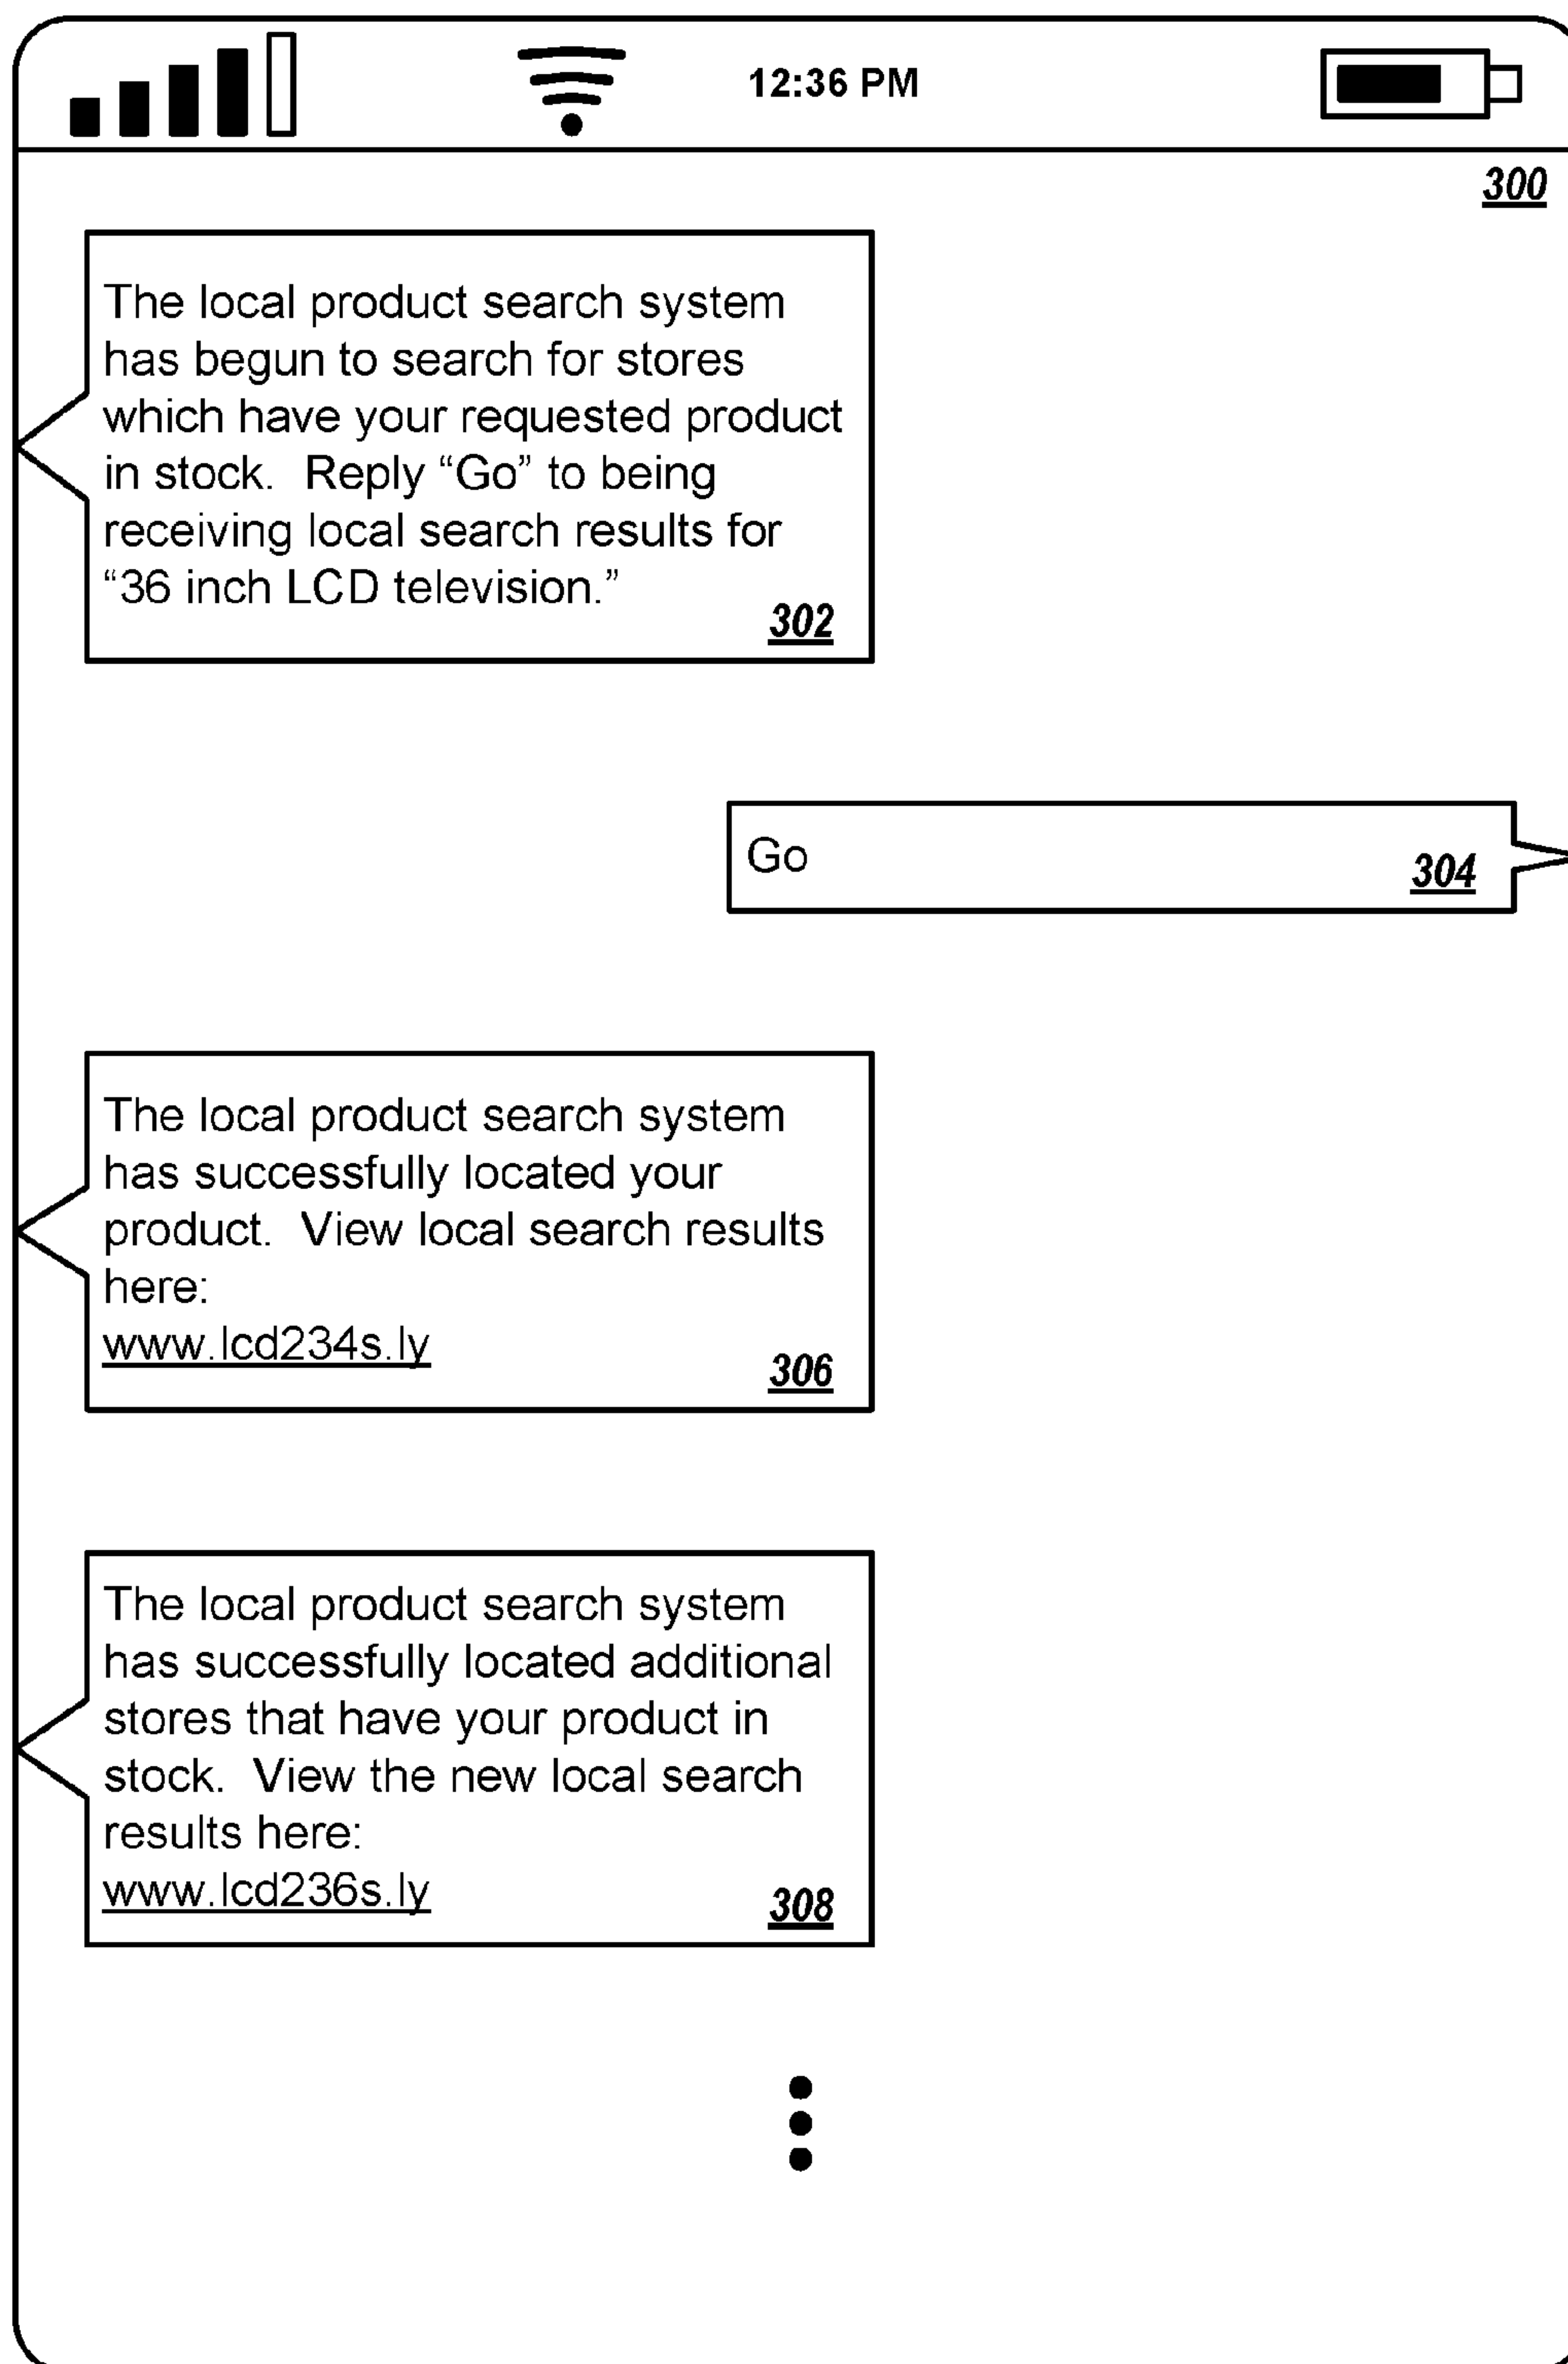 12:36 PM
300
The local product search system
has begun to search for stores
which have your requested product
in stock.  Reply “Go” to being
receiving local search results for
“36 inch LCD television.”
302
Go
304
The local product search system
has successfully located your
product.  View local search results
here:
www.lcd234s.ly
306
The local product search system
has successfully located additional
stores that have your product in
stock.  View the new local search
results here:
www.lcd236s.ly
308